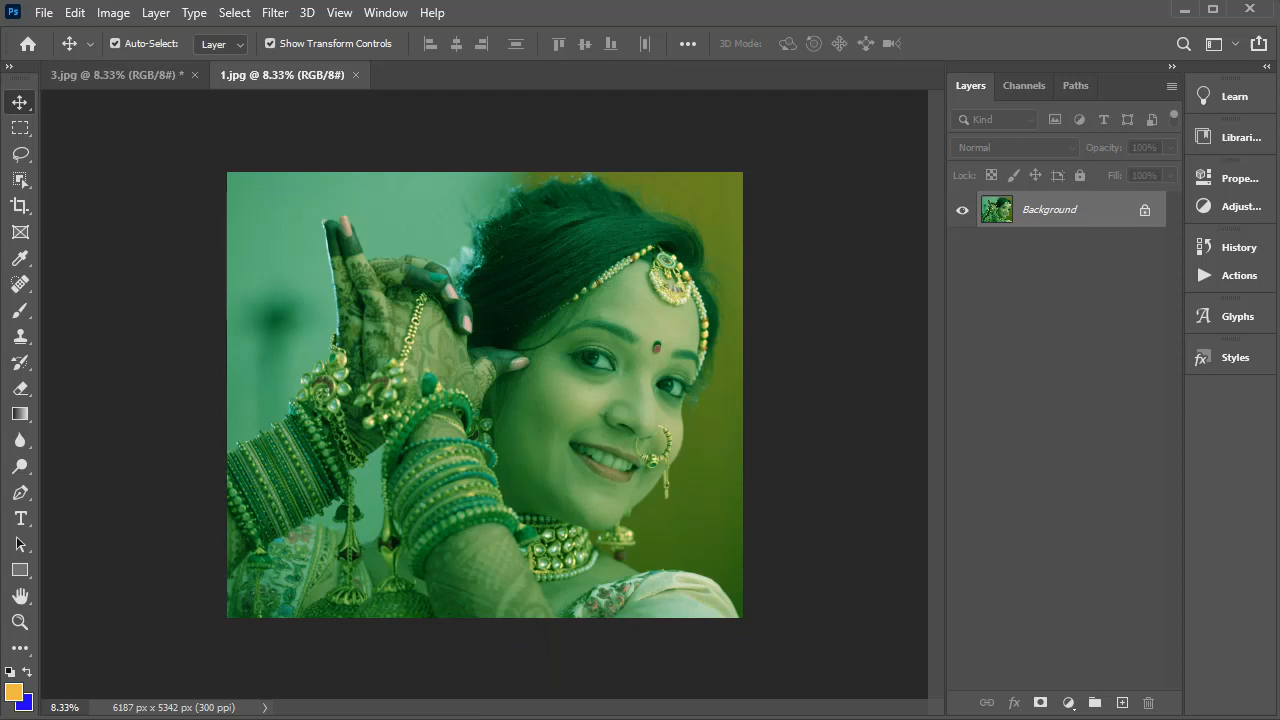 Ps File Edit Image Layer Type Select Filter 3D View Window Help
Auto-Select: Layer Show Transform Controls 3D Mode:
3.jpg @ 8.33% (RGB/8#) * 1.jpg @ 8.33% (RGB/8#)
Layers Channels Paths
Kind
Normal Opacity: 100%
Lock: Fill: 100%
Background
Learn
Librari...
Prope...
Adjust...
History
Actions
Glyphs
Styles
8.33% 6187 px x 5342 px (300 ppi)